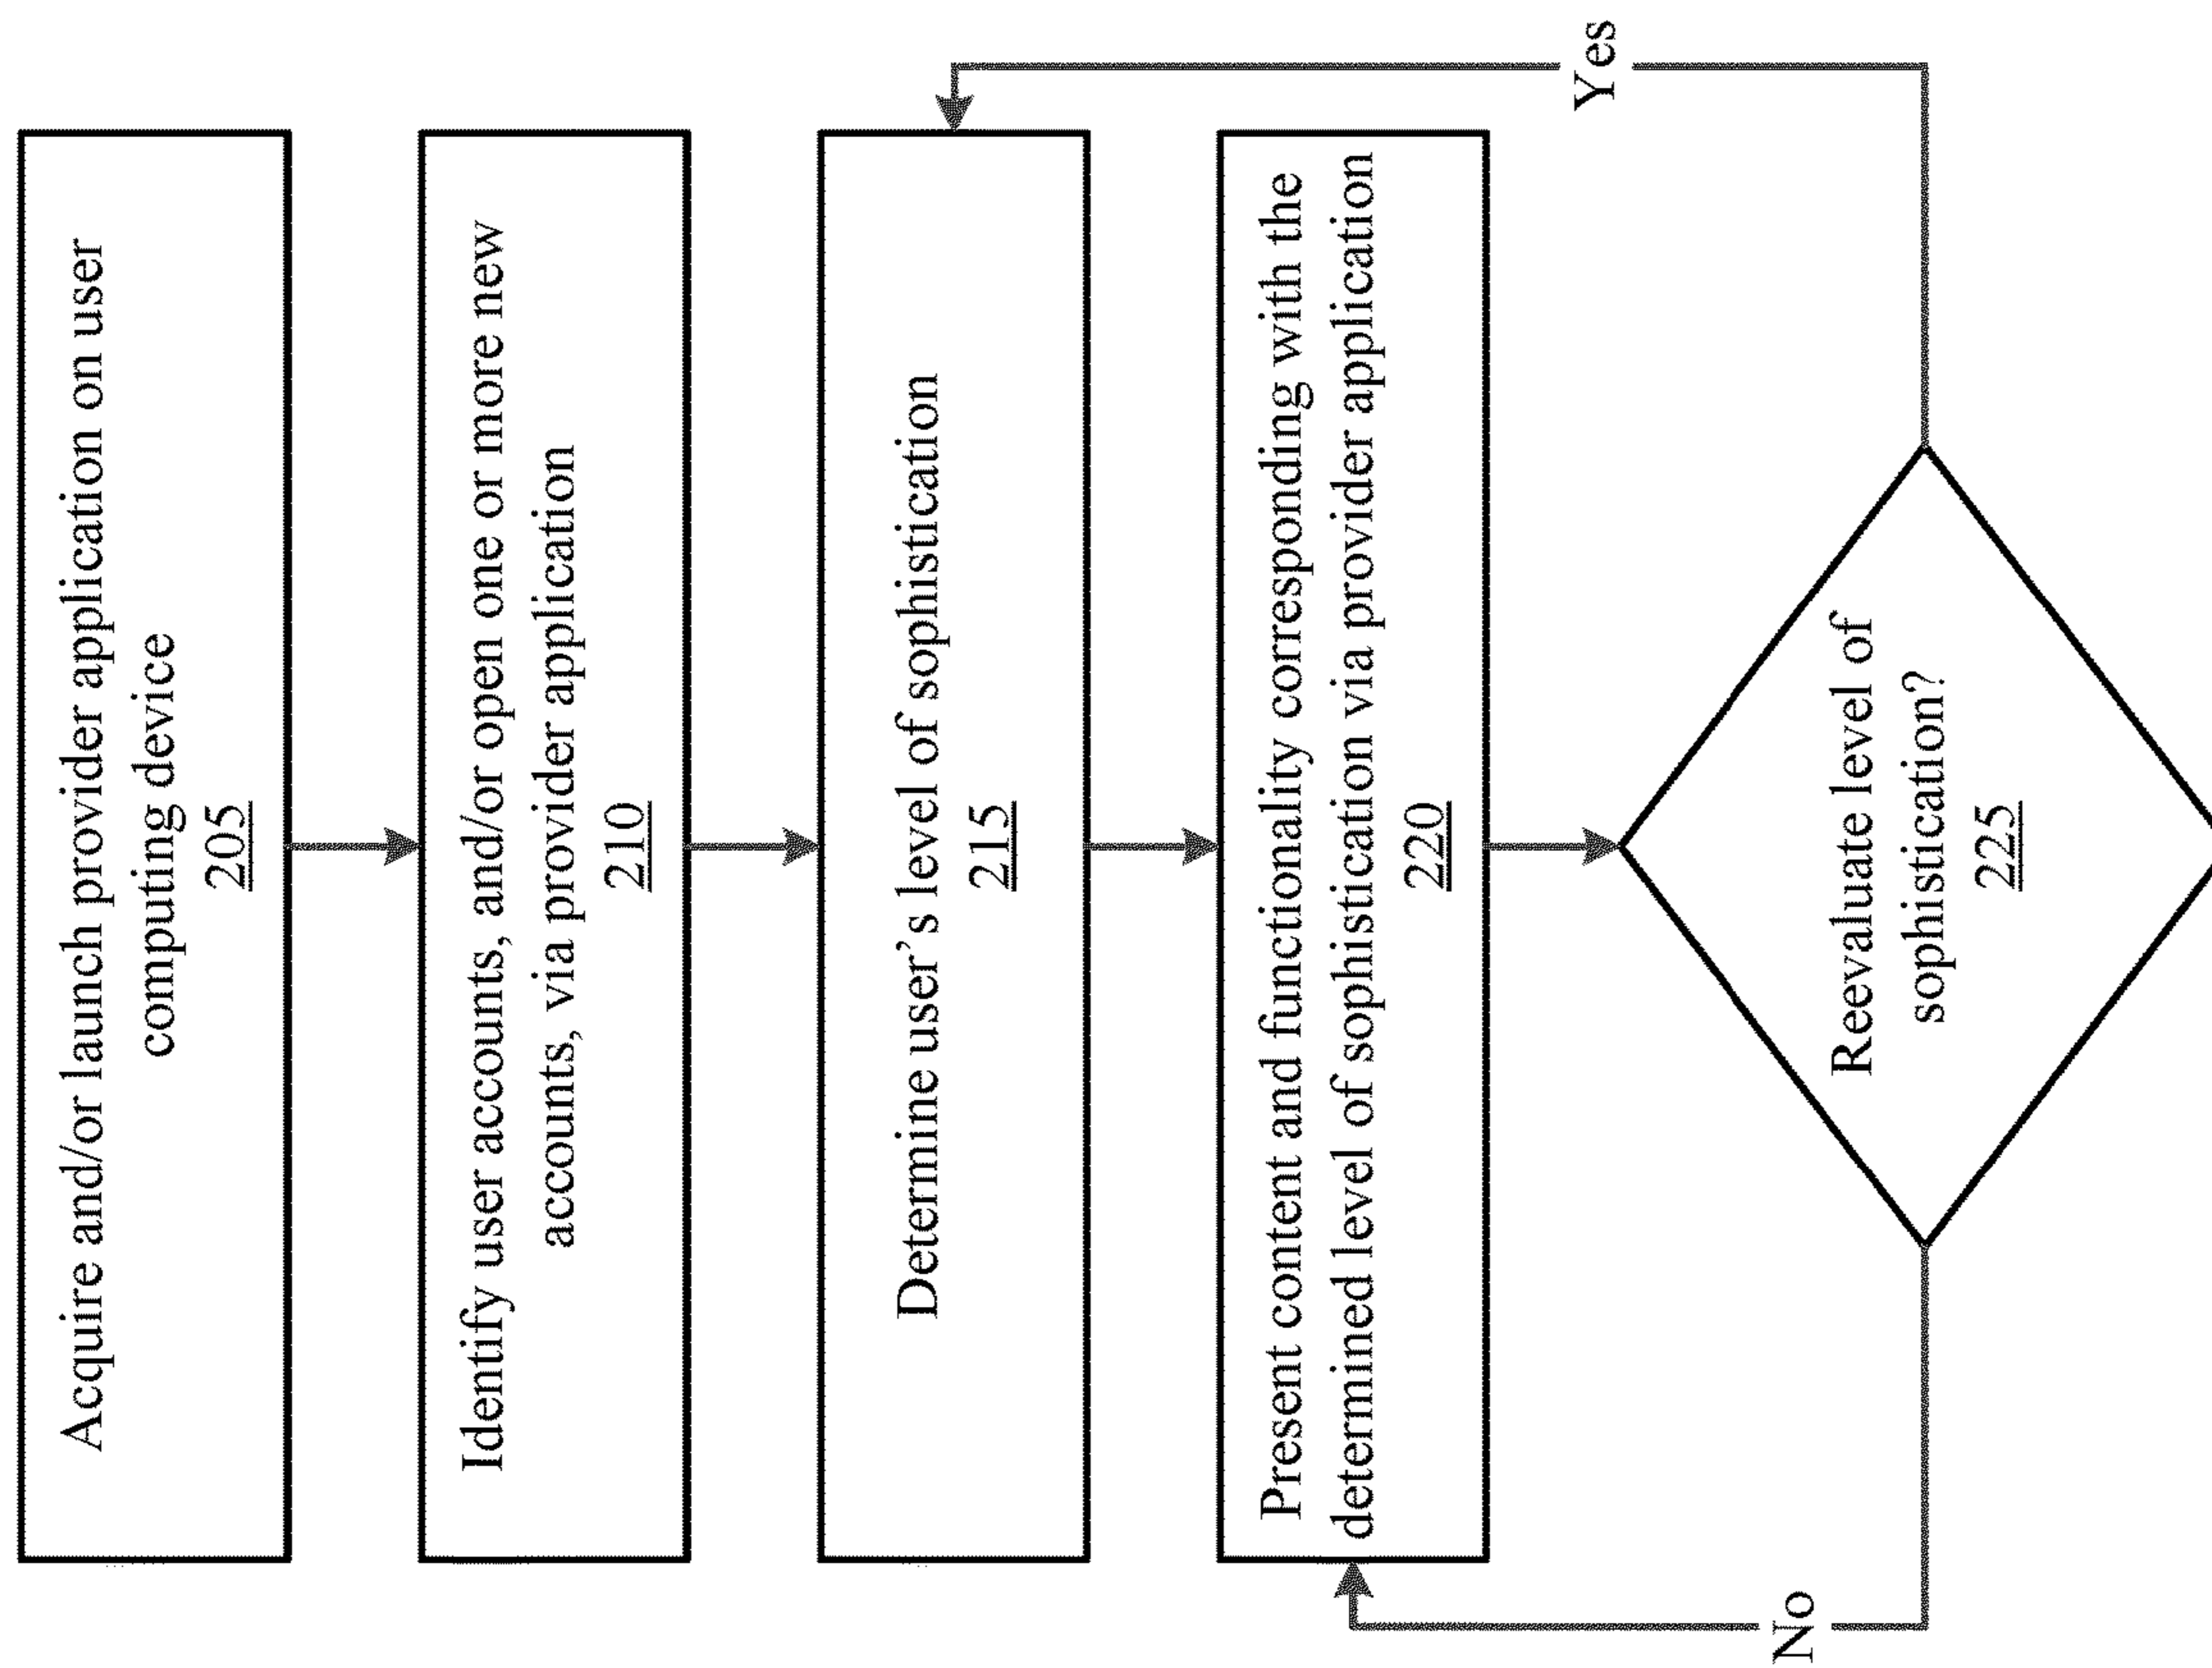 Acquire and/or launch provider application on user
computing device
205
Identify user accounts, and/or open one or more new
accounts, via provider application
210
Determine user’s level of sophistication
215
Present content and functionality corresponding with the
determined level of sophistication via provider application
220
Reevaluate level of
sophistication?
225
No
Yes